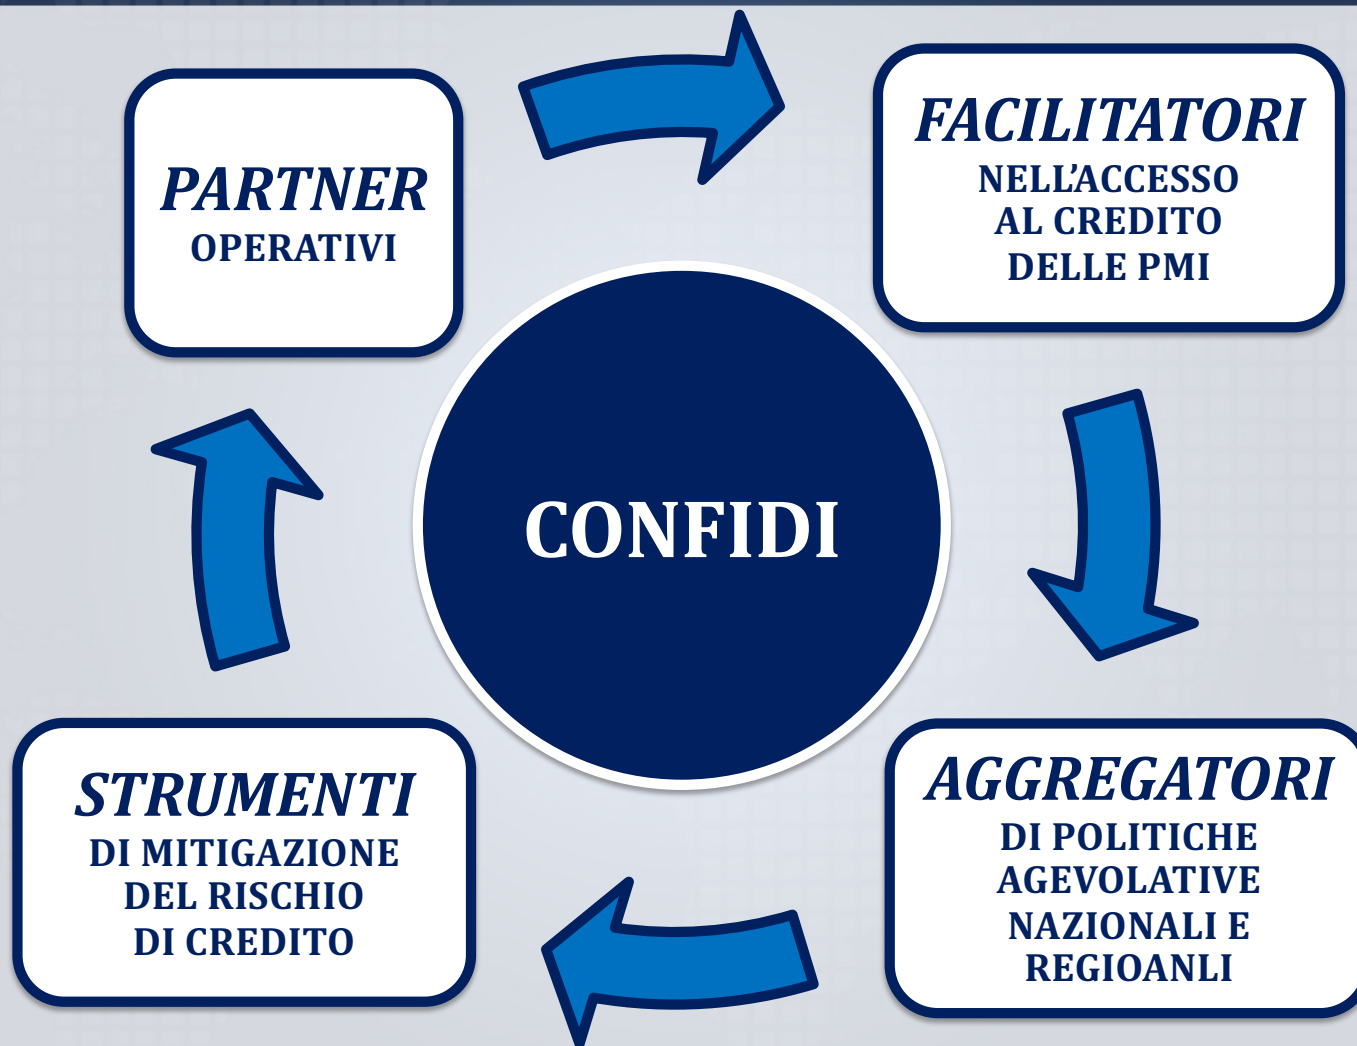 PARTNER
OPERATIVI
FACILITATORI
NELL’ACCESSO
AL CREDITO
DELLE PMI
CONFIDI
STRUMENTI
DI MITIGAZIONE
DEL RISCHIO
DI CREDITO
AGGREGATORI
DI POLITICHE
AGEVOLATIVE
NAZIONALI E
REGIOANLI